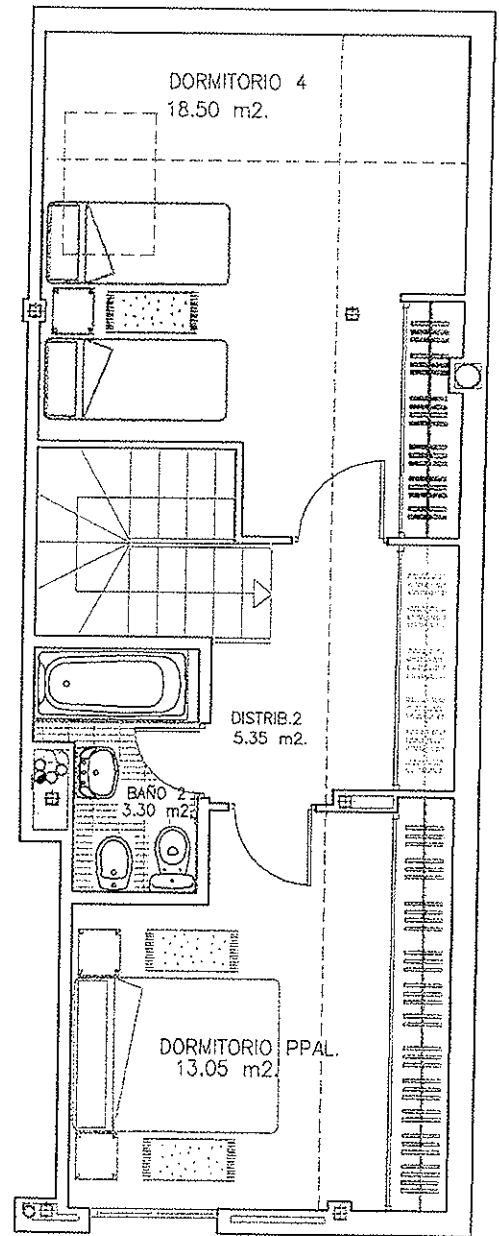 DORMITORIO 4
18.50 m2.
DISTRIB.2
5.35 m2.
BAÑO 2
3.30 m2.
DORMITORIO PPAL.
13.05 m2.